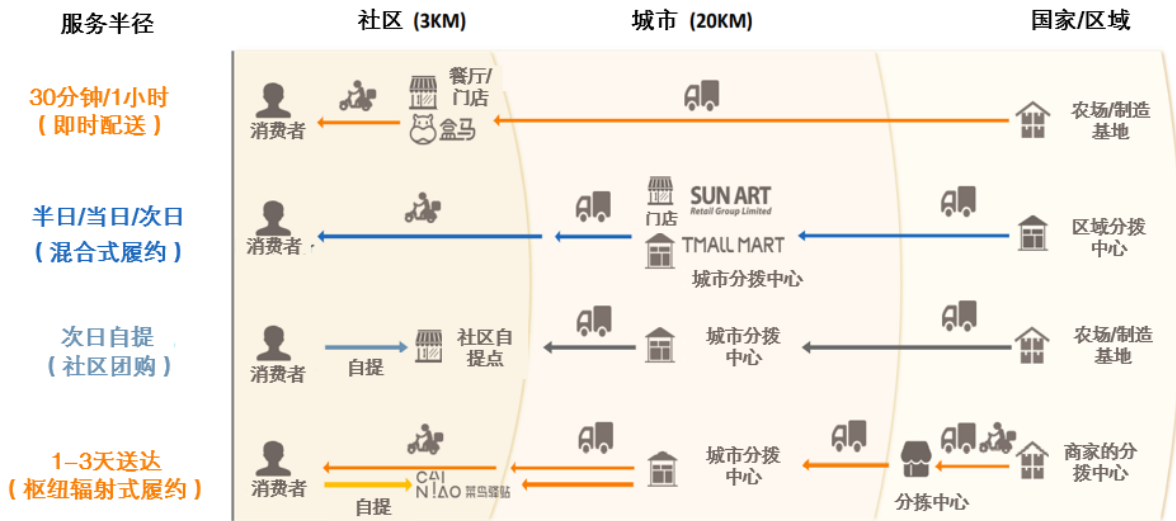 服务半径
社区 (3KM)
城市 (20KM)
国家/区域
30分钟/1小时
(即时配送)
消费者
餐厅/
门店
盒马
农场/制造
基地
半日/当日/次日
(混合式履约)
消费者
门店
SUN ART
Retail Group Limited
TMALL MART
城市分拨中心
区域分拨
中心
次日自提
(社区团购)
消费者
自提
社区自
提点
城市分拨
中心
农场/制造
基地
1-3天送达
(枢纽辐射式履约)
消费者
自提
CAI
NIAO 菜鸟驿站
城市分拨
中心
分拣中心
商家的分
拨中心